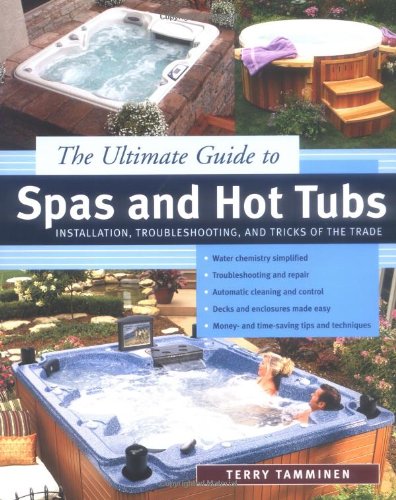 The Ultimate Guide to
Spas and Hot Tubs
INSTALLATION, TROUBLESHOOTING, AND TRICKS OF THE TRADE
• Water chemistry simplified
• Troubleshooting and repair
• Automatic cleaning and control
• Decks and enclosures made easy
• Money- and time-saving tips and techniques
TERRY TAMMINEN